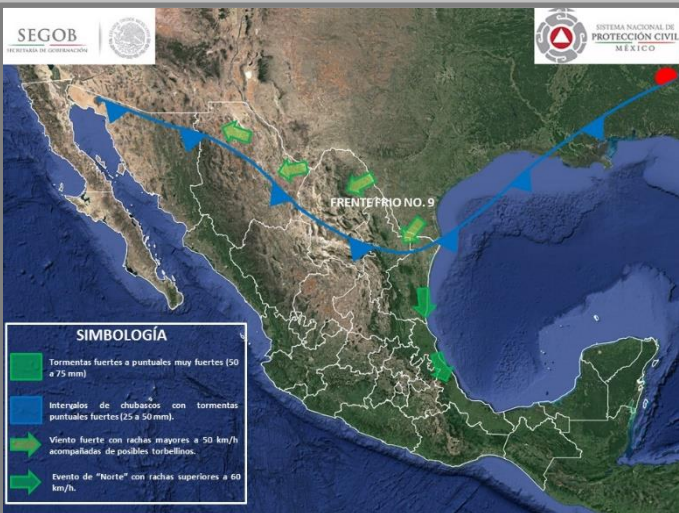 SEGOB
SECRETARÍA DE GOBERNACIÓN
SISTEMA NACIONAL DE
PROTECCIÓN CIVIL
MÉXICO
FRENTE FRIO NO. 9
SIMBOLOGÍA
Tormentas fuertes a puntuales muy fuertes (50
a 75 mm)
Intervalos de chubascos con tormentas
puntuales fuertes (25 a 50 mm).
Viento fuerte con rachas mayores a 50 km/h
acompañadas de posibles torbellinos.
Evento de "Norte" con rachas superiores a 60
km/h.